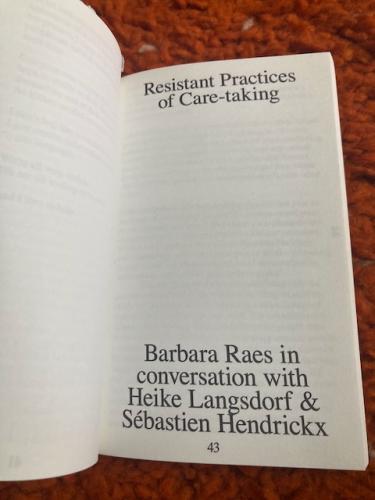 Resistant Practices
of Care-taking
Barbara Raes in
conversation with
Heike Langsdorf &
Sébastien Hendrickx
43